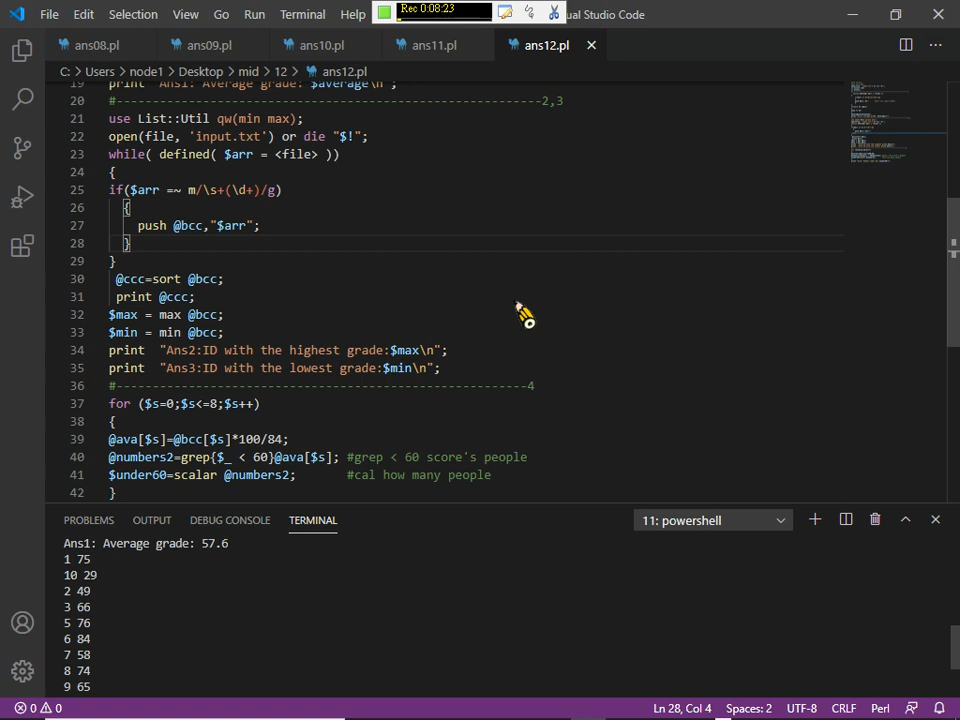 File Edit Selection View Go Run Terminal Help
Rec 0:08:23
ual Studio Code
ans08.pl ans09.pl ans10.pl ans11.pl ans12.pl
C: > Users > node1 > Desktop > mid > 12 > ans12.pl
19 print "Ans1: Average grade: $average\n";
20 #-----------------------------------------------------------2,3
21 use List::Util qw(min max);
22 open(file, 'input.txt') or die "$!";
23 while( defined( $arr = <file> ))
24 {
25 if($arr =~ m/\s+(\d+)/g)
26 {
27 push @bcc,"$arr";
28 }
29 }
30 @ccc=sort @bcc;
31 print @ccc;
32 $max = max @bcc;
33 $min = min @bcc;
34 print "Ans2:ID with the highest grade:$max\n";
35 print "Ans3:ID with the lowest grade:$min\n";
36 #---------------------------------------------------------4
37 for ($s=0;$s<=8;$s++)
38 {
39 @ava[$s]=@bcc[$s]*100/84;
40 @numbers2=grep{$_ < 60}@ava[$s]; #grep < 60 score's people
41 $under60=scalar @numbers2; #cal how many people
42 }
PROBLEMS OUTPUT DEBUG CONSOLE TERMINAL 11: powershell
Ans1: Average grade: 57.6
1 75
10 29
2 49
3 66
5 76
6 84
7 58
8 74
9 65
0 0 Ln 28, Col 4 Spaces: 2 UTF-8 CRLF Perl